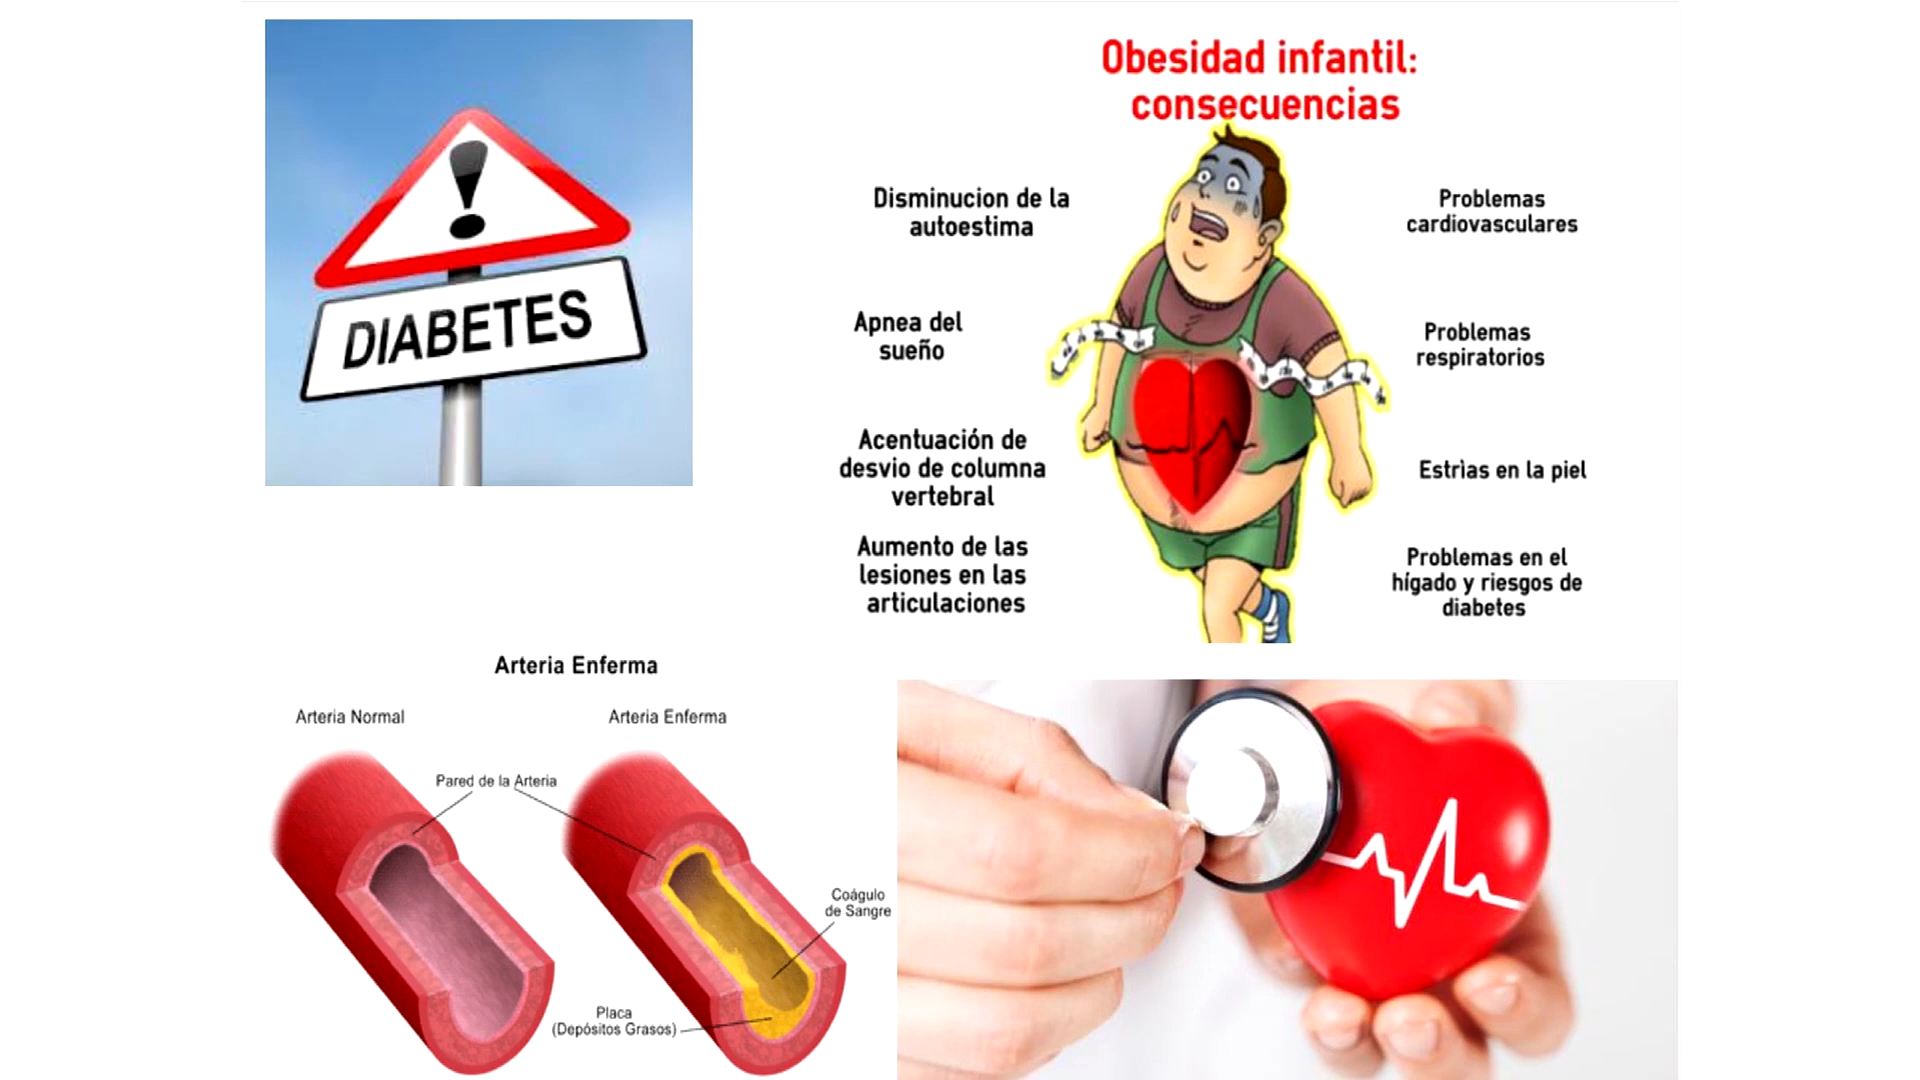 DIABETES
Obesidad infantil:
consecuencias
Disminucion de la
autoestima
Problemas
cardiovasculares
Apnea del
sueño
Problemas
respiratorios
Acentuación de
desvio de columna
vertebral
Estrìas en la piel
Aumento de las
lesiones en las
articulaciones
Problemas en el
hígado y riesgos de
diabetes
Arteria Enferma
Arteria Normal
Arteria Enferma
Pared de la Arteria
Coágulo
de Sangre
Placa
(Depósitos Grasos)